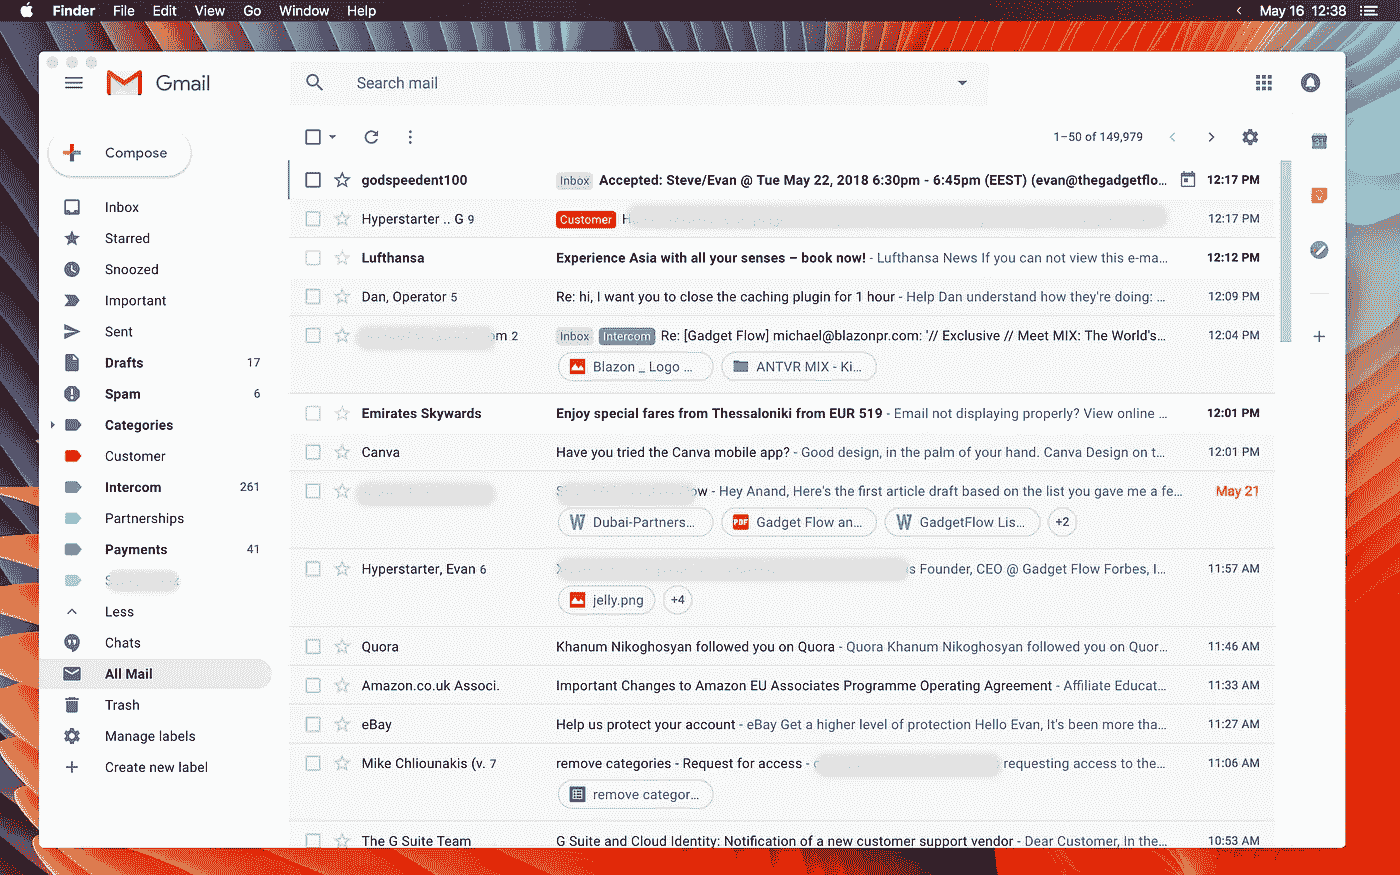 Finder File Edit View Go Window Help May 16 12:38
Gmail Search mail
1–50 of 149,979
Compose
Inbox
Starred
Snoozed
Important
Sent
Drafts 17
Spam 6
Categories
Customer
Intercom 261
Partnerships
Payments 41
Less
Chats
All Mail
Trash
Manage labels
Create new label
31
godspeedent100 Inbox Accepted: Steve/Evan @ Tue May 22, 2018 6:30pm - 6:45pm (EEST) (evan@thegadgetflo... 12:17 PM
Hyperstarter .. G 9 Customer H 12:17 PM
Lufthansa Experience Asia with all your senses – book now! - Lufthansa News If you can not view this e-ma... 12:12 PM
Dan, Operator 5 Re: hi, I want you to close the caching plugin for 1 hour - Help Dan understand how they're doing: ... 12:09 PM
om 2 Inbox Intercom Re: [Gadget Flow] michael@blazonpr.com: '// Exclusive // Meet MIX: The World's... 12:04 PM
Blazon _ Logo ... ANTVR MIX - Ki...
Emirates Skywards Enjoy special fares from Thessaloniki from EUR 519 - Email not displaying properly? View online ... 12:01 PM
Canva Have you tried the Canva mobile app? - Good design, in the palm of your hand. Canva Design on t... 12:01 PM
ow - Hey Anand, Here's the first article draft based on the list you gave me a fe... May 21
W Dubai-Partners... PDF Gadget Flow an... W GadgetFlow Lis... +2
Hyperstarter, Evan 6 s Founder, CEO @ Gadget Flow Forbes, I... 11:57 AM
jelly.png +4
Quora Khanum Nikoghosyan followed you on Quora - Quora Khanum Nikoghosyan followed you on Quor... 11:46 AM
Amazon.co.uk Associ. Important Changes to Amazon EU Associates Programme Operating Agreement - Affiliate Educat... 11:33 AM
eBay Help us protect your account - eBay Get a higher level of protection Hello Evan, It's been more tha... 11:27 AM
Mike Chliounakis (v. 7 remove categories - Request for access - requesting access to the... 11:06 AM
remove categor...
The G Suite Team G Suite and Cloud Identity: Notification of a new customer support vendor - Dear Customer, In the... 10:53 AM